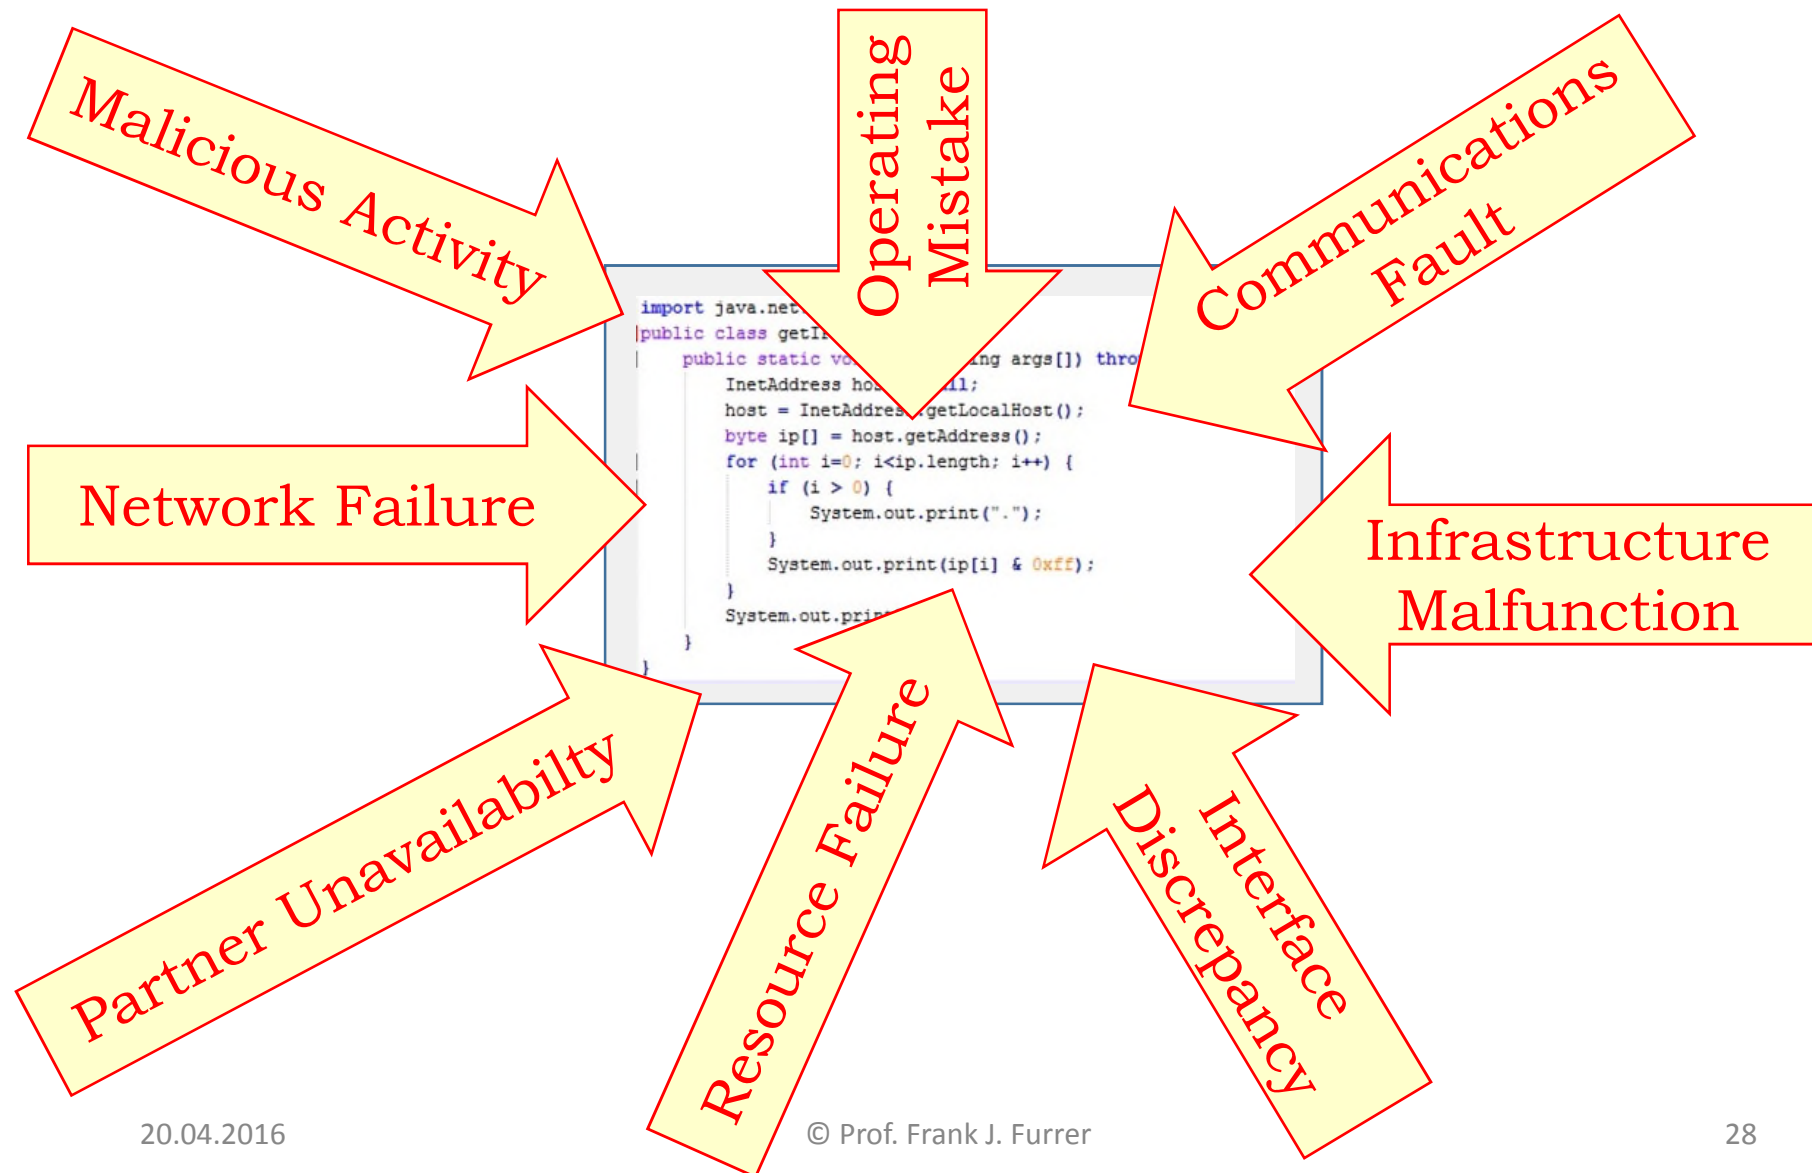 Malicious Activity
Operating
Mistake
Communications
Fault
import java.net
public class getI
public static vo ing args[]) thro
InetAddress hos ll;
host = InetAddres.getLocalHost();
byte ip[] = host.getAddress();
for (int i=0; i<ip.length; i++) {
if (i > 0) {
System.out.print(".");
}
System.out.print(ip[i] & 0xff);
}
System.out.prin
}
}
Network Failure
Infrastructure
Malfunction
Partner Unavailabilty
Resource Failure
Interface
Discrepancy
20.04.2016
© Prof. Frank J. Furrer
28